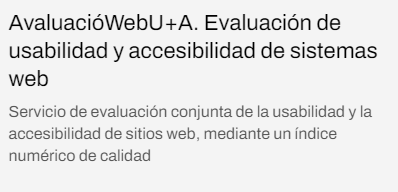 AvaluacióWebU+A. Evaluación de
usabilidad y accesibilidad de sistemas
web
Servicio de evaluación conjunta de la usabilidad y la
accesibilidad de sitios web, mediante un índice
numérico de calidad